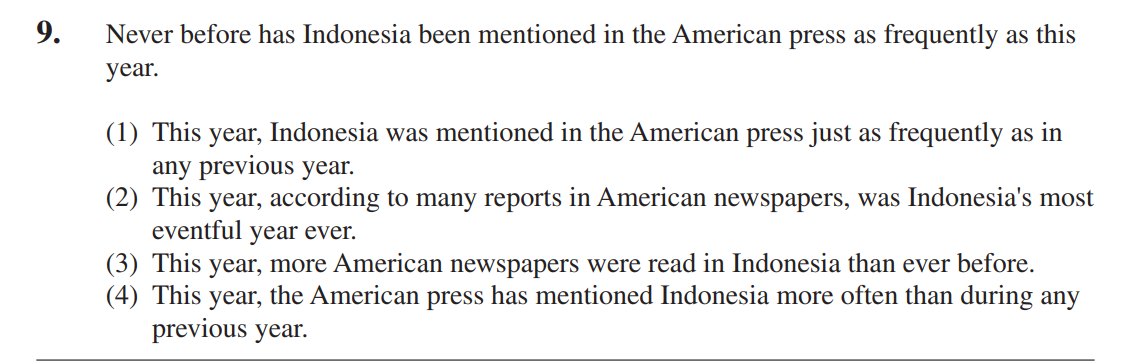 9. Never before has Indonesia been mentioned in the American press as frequently as this
year.
(1) This year, Indonesia was mentioned in the American press just as frequently as in
any previous year.
(2) This year, according to many reports in American newspapers, was Indonesia's most
eventful year ever.
(3) This year, more American newspapers were read in Indonesia than ever before.
(4) This year, the American press has mentioned Indonesia more often than during any
previous year.